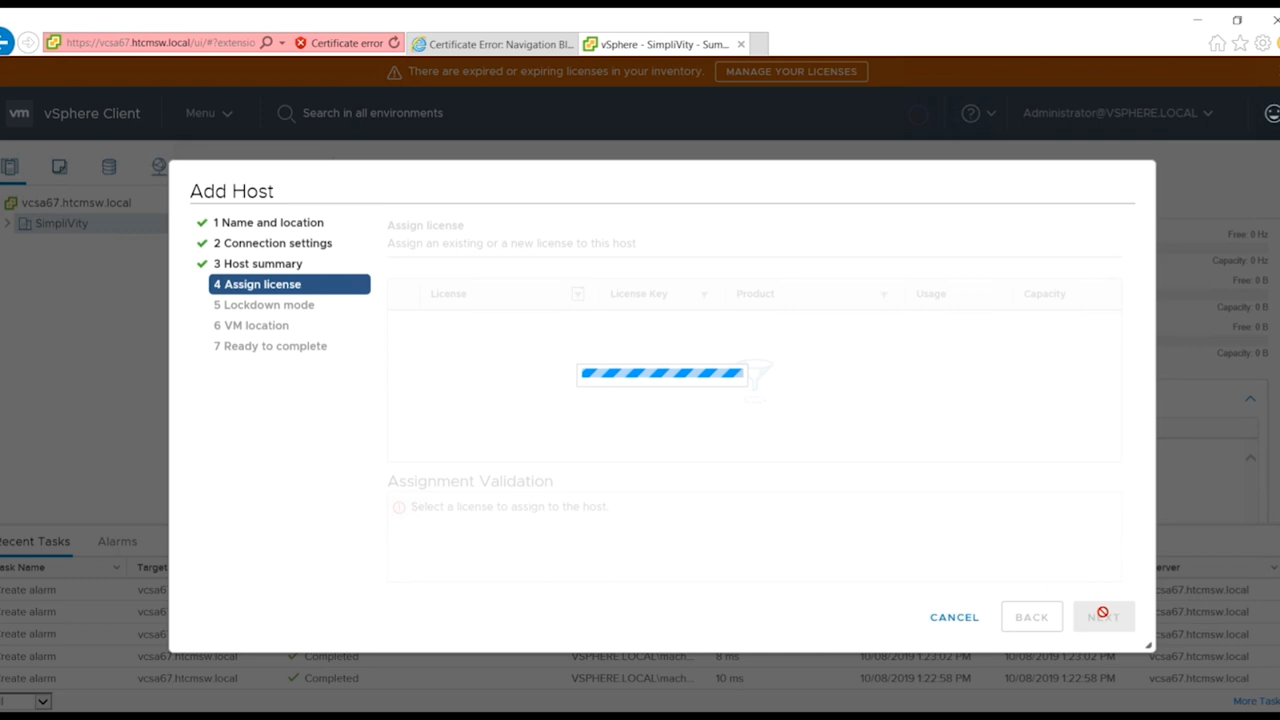 https://vcsa67.htcmsw.local/ui/#?extensio
Certificate error
Certificate Error: Navigation Bl...
vSphere - SimpliVity - Sum...
There are expired or expiring licenses in your inventory.
MANAGE YOUR LICENSES
vm
vSphere Client
Menu
Search in all environments
Administrator@VSPHERE.LOCAL
vcsa67.htcmsw.local
SimpliVity
Add Host
1 Name and location
2 Connection settings
3 Host summary
4 Assign license
5 Lockdown mode
6 VM location
7 Ready to complete
Assign license
Assign an existing or a new license to this host
License
License Key
Product
Usage
Capacity
Assignment Validation
Select a license to assign to the host.
CANCEL
BACK
NEXT
Free: 0 Hz
Capacity: 0 Hz
Free: 0 B
Capacity: 0 B
Free: 0 B
Capacity: 0 B
ecent Tasks
Alarms
ask Name
Target
erver
reate alarm
vcsa6
csa67.htcmsw.local
reate alarm
vcsa6
csa67.htcmsw.local
reate alarm
vcsa6
csa67.htcmsw.local
reate alarm
vcsa67.htcmsw.local
Completed
VSPHERE.LOCAL\mach...
8 ms
10/08/2019 1:23:02 PM
10/08/2019 1:23:02 PM
vcsa67.htcmsw.local
reate alarm
vcsa67.htcmsw.local
Completed
VSPHERE.LOCAL\mach...
10 ms
10/08/2019 1:22:58 PM
10/08/2019 1:22:58 PM
vcsa67.htcmsw.local
More Task